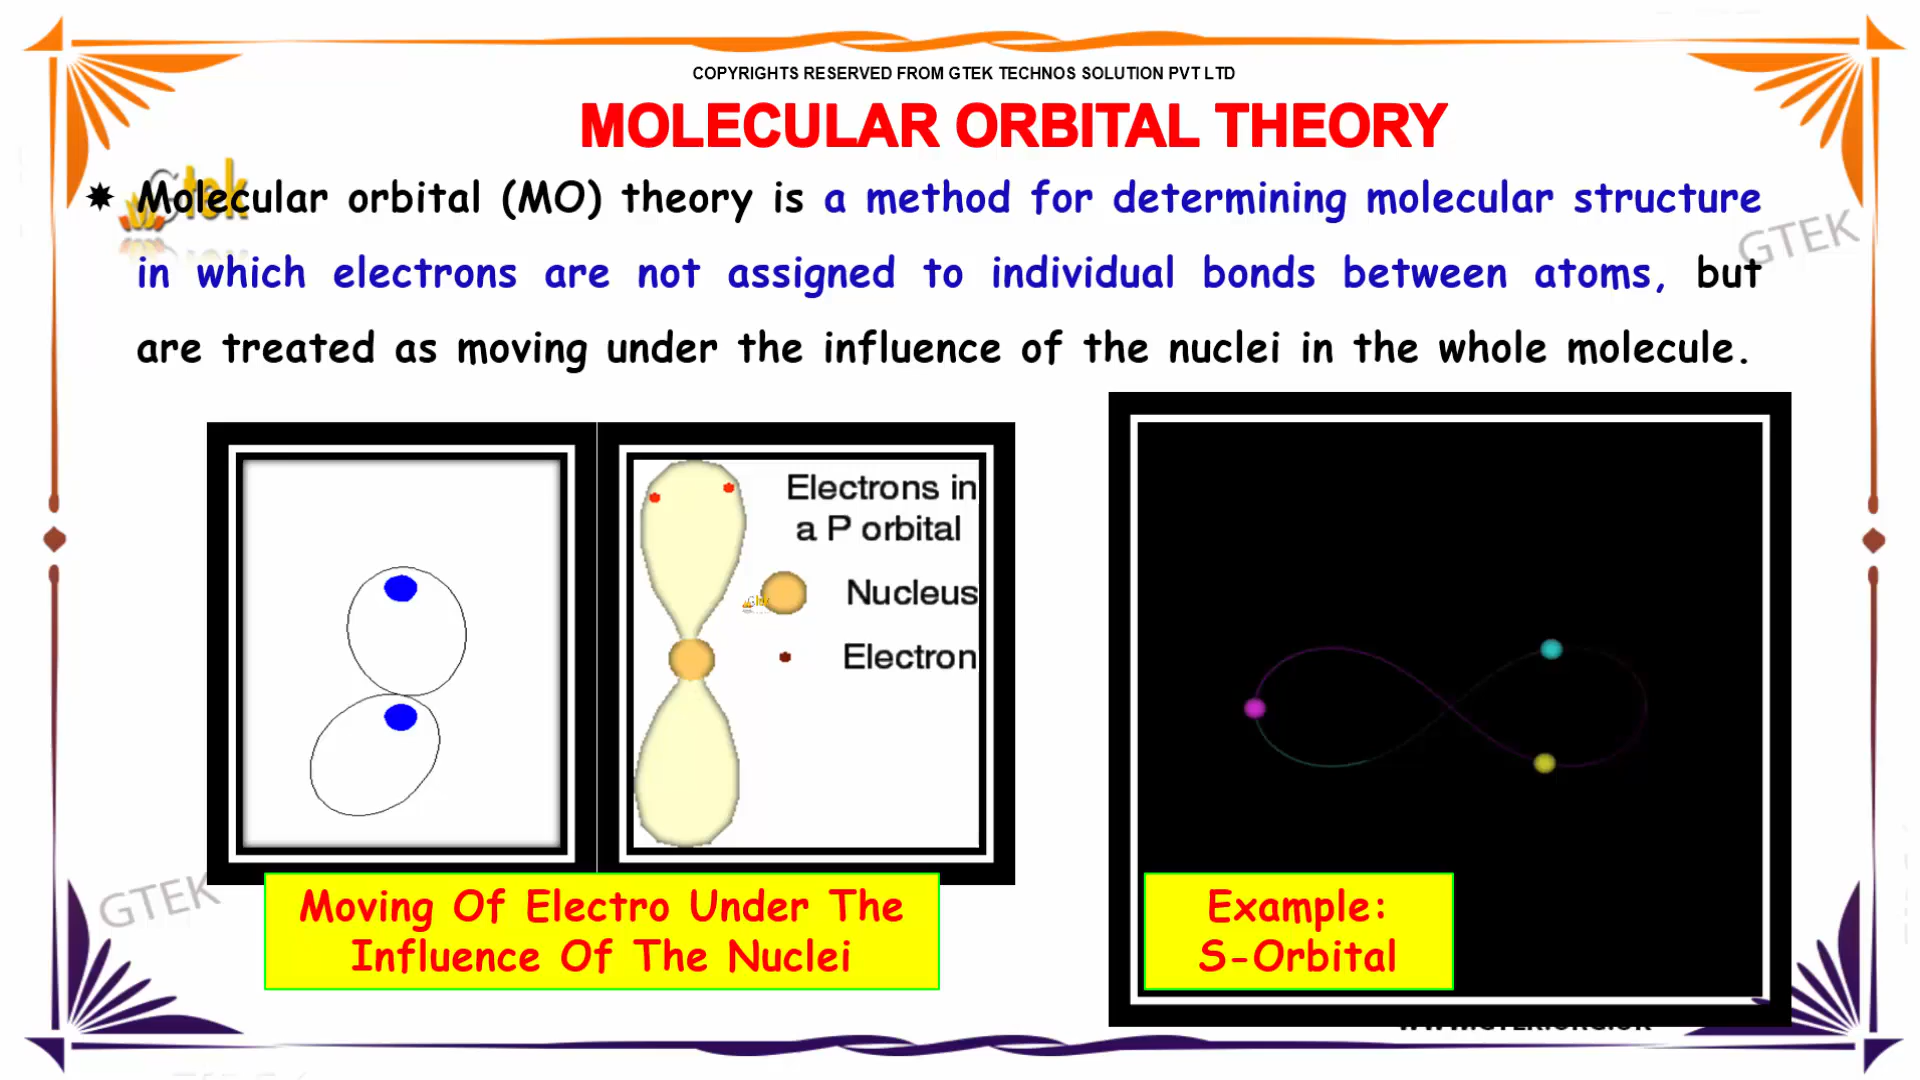 COPYRIGHTS RESERVED FROM GTEK TECHNOS SOLUTION PVT LTD
MOLECULAR ORBITAL THEORY
Gtek
✷ Molecular orbital (MO) theory is a method for determining molecular structure
in which electrons are not assigned to individual bonds between atoms, but
are treated as moving under the influence of the nuclei in the whole molecule.
GTEK
Electrons in
a P orbital
Nucleus
Electron
GTEK
Moving Of Electro Under The
Influence Of The Nuclei
Example:
S-Orbital